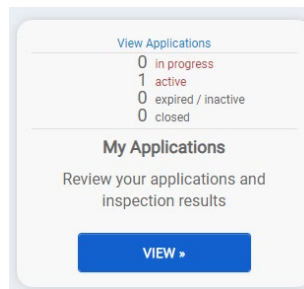 View Applications
0 in progress
1 active
0 expired / inactive
0 closed
My Applications
Review your applications and
inspection results
VIEW »